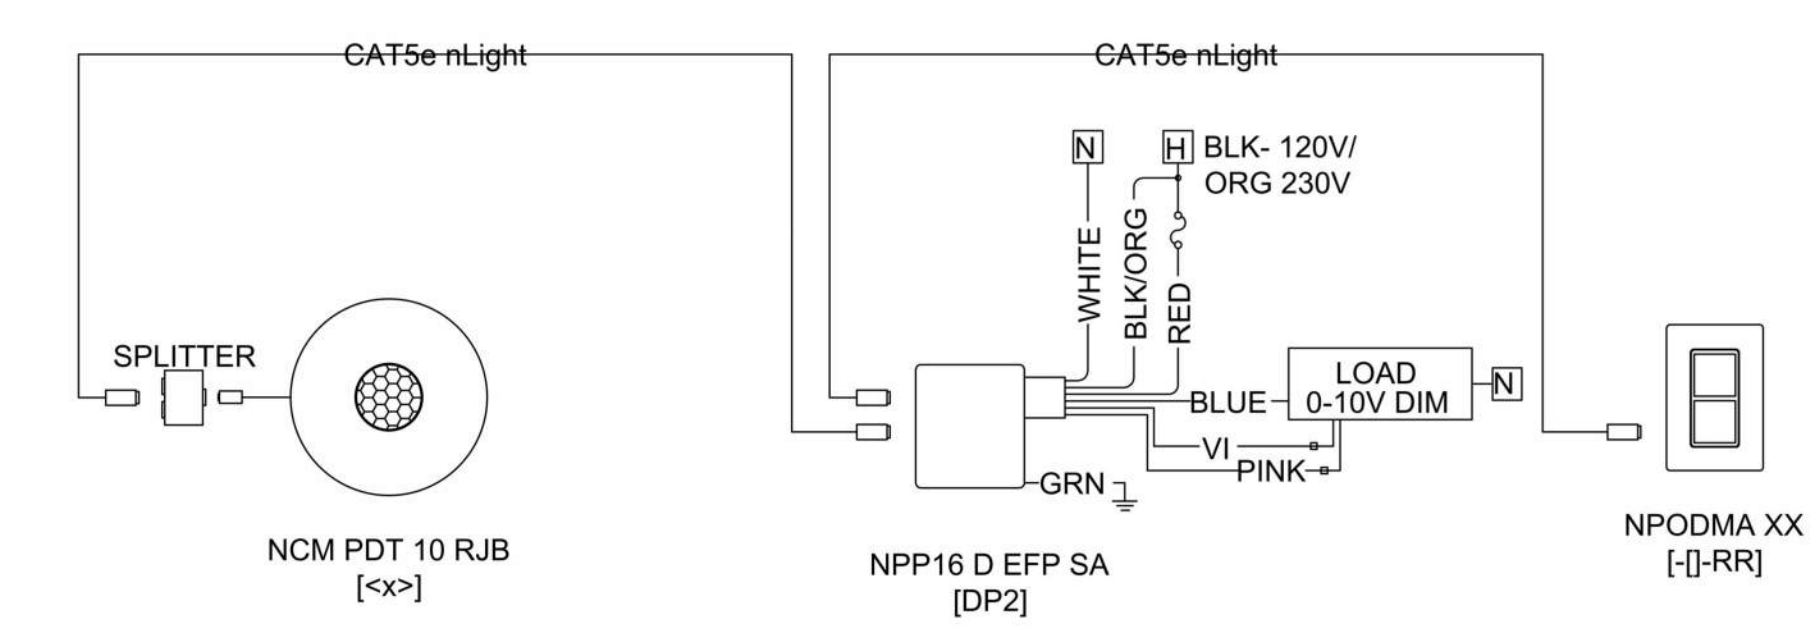 CAT5e nLight
CAT5e nLight
N
H
BLK- 120V/
ORG 230V
WHITE
BLK/ORG
RED
SPLITTER
LOAD
0-10V DIM
N
BLUE
VI
PINK
GRN
NCM PDT 10 RJB
[<x>]
NPP16 D EFP SA
[DP2]
NPODMA XX
[-[]-RR]